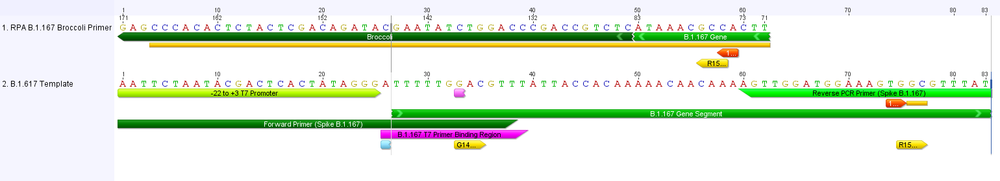 1 10 20 30 40 50 60 70 80 83
171 162 152 142 132 83 73 71
1. RPA B.1.167 Broccoli Primer G A G C C C A C A C T C T A C T C G A C A G A T A C G A A T A T C T G G A C C C G A C C G T C T C A T A A A C G C C A C T T
Broccoli B.1.167 Gene
1...
R15...
1 10 20 30 40 50 60 70 80 83
2. B.1.617 Template A A T T C T A A T A C G A C T C A C T A T A G G G A T T T T T G G A C G T T T A T T A C C A C A A A A A C A A C A A A A G T T G G A T G G A A A G T G G C G T T T A T
-22 to +3 T7 Promoter Reverse PCR Primer (Spike B.1.167)
1...
B.1.167 Gene Segment
Forward Primer (Spike B.1.167)
B.1.167 T7 Primer Binding Region
G14... R15...